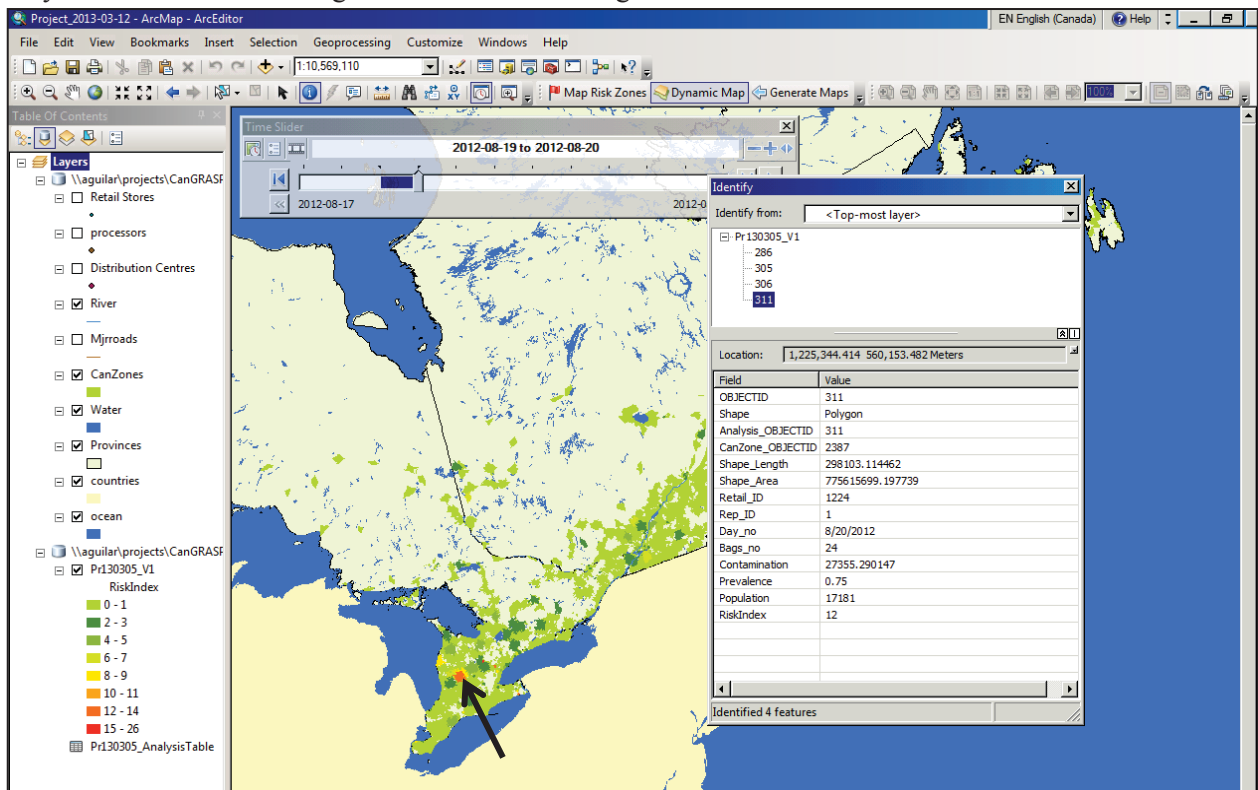 Project_2013-03-12 - ArcMap - ArcEditor
EN English (Canada) Help
File Edit View Bookmarks Insert Selection Geoprocessing Customize Windows Help
1:10,569,110
Map Risk Zones Dynamic Map Generate Maps 100%
Table Of Contents
Layers
\\aguilar\projects\CanGRASP
Retail Stores
processors
Distribution Centres
River
Mjrroads
CanZones
Water
Provinces
countries
ocean
\\aguilar\projects\CanGRASP
Pr130305_V1
RiskIndex
0 - 1
2 - 3
4 - 5
6 - 7
8 - 9
10 - 11
12 - 14
15 - 26
Pr130305_AnalysisTable
Time Slider
2012-08-19 to 2012-08-20
2012-08-17 2012-0
Identify
Identify from: <Top-most layer>
Pr130305_V1
286
305
306
311
Location: 1,225,344.414 560,153.482 Meters
Field Value
OBJECTID 311
Shape Polygon
Analysis_OBJECTID 311
CanZone_OBJECTID 2387
Shape_Length 298103.114462
Shape_Area 775615699.197739
Retail_ID 1224
Rep_ID 1
Day_no 8/20/2012
Bags_no 24
Contamination 27355.290147
Prevalence 0.75
Population 17181
RiskIndex 12
Identified 4 features